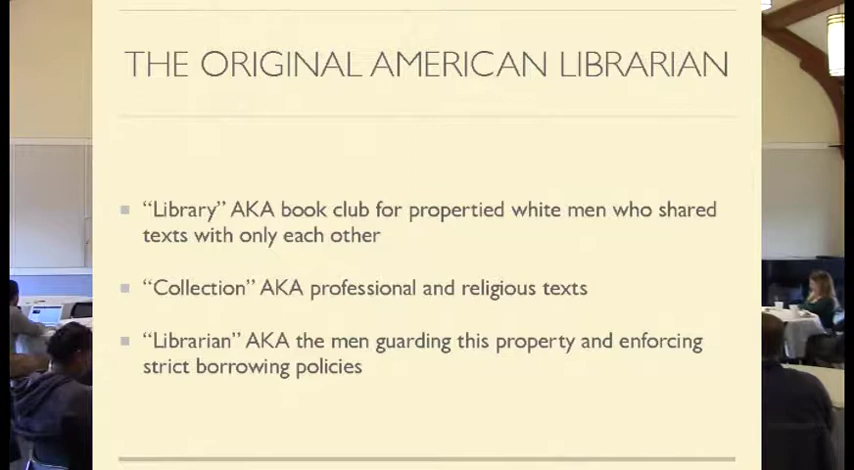 THE ORIGINAL AMERICAN LIBRARIAN
“Library” AKA book club for propertied white men who shared
texts with only each other
“Collection” AKA professional and religious texts
“Librarian” AKA the men guarding this property and enforcing
strict borrowing policies